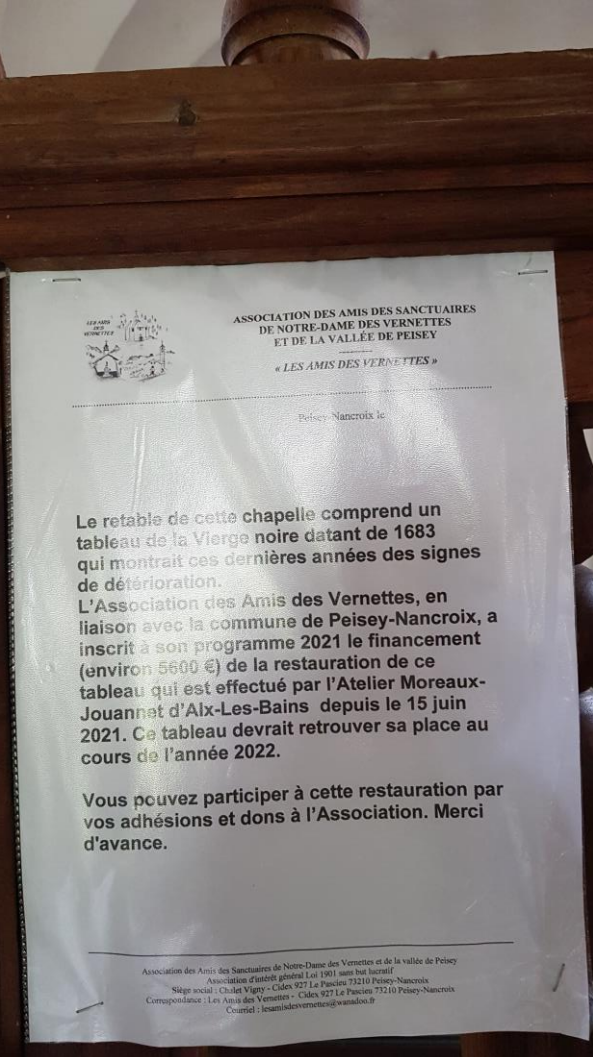 LES AMIS
DES
VERNETTES
ASSOCIATION DES AMIS DES SANCTUAIRES
DE NOTRE-DAME DES VERNETTES
ET DE LA VALLÉE DE PEISEY
« LES AMIS DES VERNETTES »
Peisey-Nancroix le
Le retable de cette chapelle comprend un
tableau de la Vierge noire datant de 1683
qui montrait ces dernières années des signes
de détérioration.
L'Association des Amis des Vernettes, en
liaison avec la commune de Peisey-Nancroix, a
inscrit à son programme 2021 le financement
(environ 5600 €) de la restauration de ce
tableau qui est effectué par l'Atelier Moreaux-
Jouannet d'Aix-Les-Bains depuis le 15 juin
2021. Ce tableau devrait retrouver sa place au
cours de l'année 2022.
Vous pouvez participer à cette restauration par
vos adhésions et dons à l'Association. Merci
d'avance.
Association des Amis des Sanctuaires de Notre-Dame des Vernettes et de la vallée de Peisey
Association d'intérêt général Loi 1901 sans but lucratif
Siège social : Chalet Vigny - Cidex 927 Le Pascieu 73210 Peisey-Nancroix
Correspondance : Les Amis des Vernettes - Cidex 927 Le Pascieu 73210 Peisey-Nancroix
Courriel : lesamisdesvernettes@wanadoo.fr